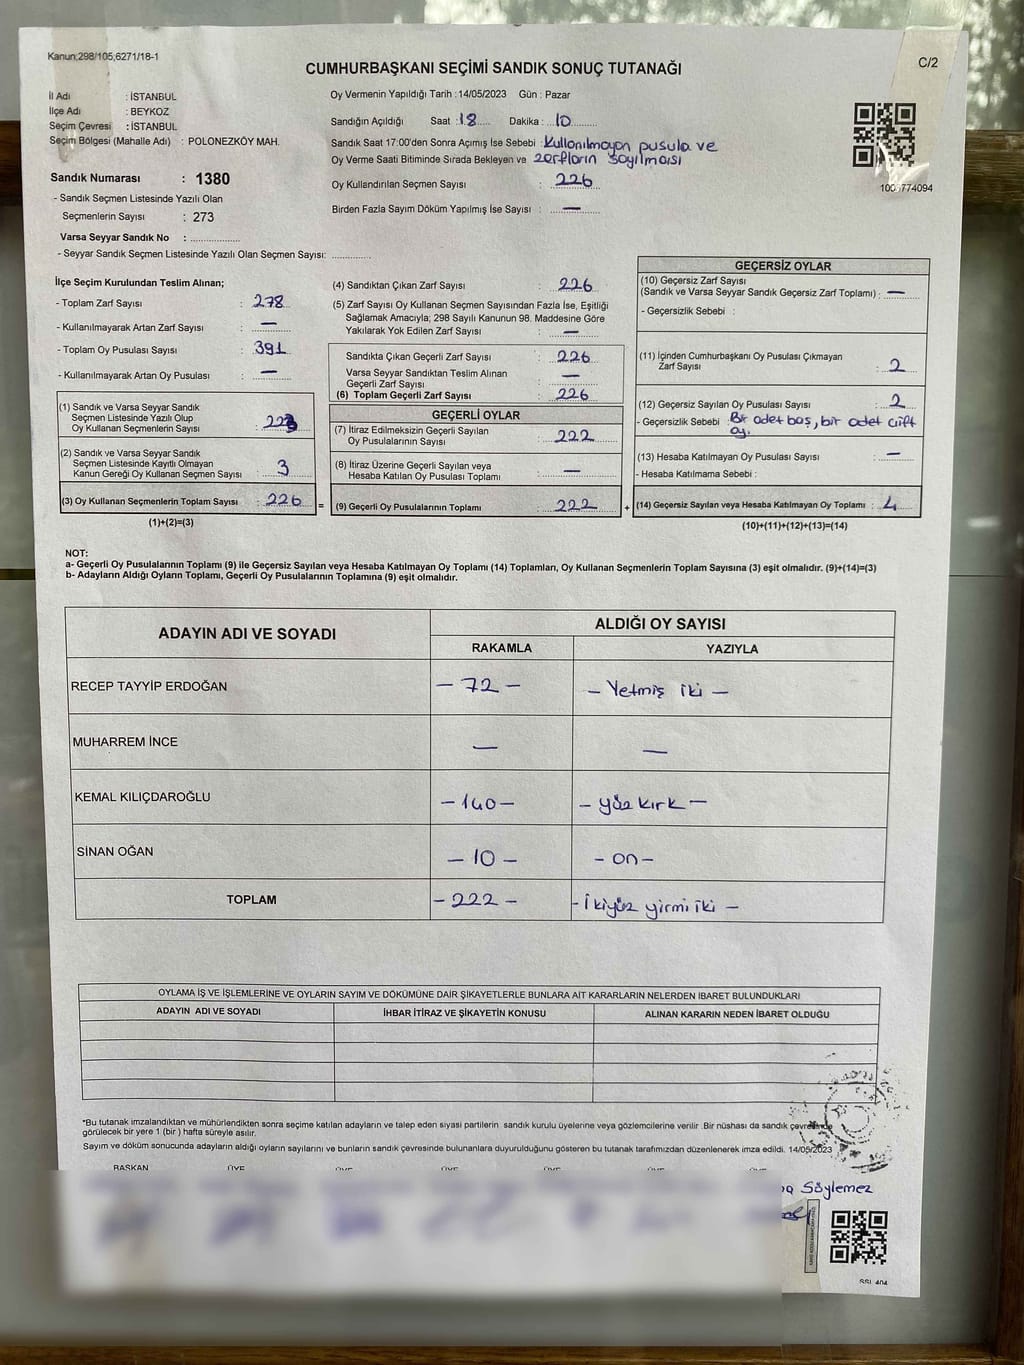 Kanun;298/105;6271/18-1
C/2
CUMHURBAŞKANI SEÇİMİ SANDIK SONUÇ TUTANAĞI
İl Adı : İSTANBUL
İlçe Adı : BEYKOZ
Seçim Çevresi : İSTANBUL
Seçim Bölgesi (Mahalle Adı) : POLONEZKÖY MAH.
Sandık Numarası : 1380
- Sandık Seçmen Listesinde Yazılı Olan
Seçmenlerin Sayısı : 273
Varsa Seyyar Sandık No :
- Seyyar Sandık Seçmen Listesinde Yazılı Olan Seçmen Sayısı:
Oy Vermenin Yapıldığı Tarih :14/05/2023 Gün : Pazar
Sandığın Açıldığı Saat :18 Dakika : 10
Sandık Saat 17:00'den Sonra Açımış İse Sebebi : Kullanılmayan pusula ve
Oy Verme Saati Bitiminde Sırada Bekleyen ve zarfların sayılması
Oy Kullandırılan Seçmen Sayısı : 226
Birden Fazla Sayım Döküm Yapılmış İse Sayısı : —
İlçe Seçim Kurulundan Teslim Alınan;
- Toplam Zarf Sayısı : 278
- Kullanılmayarak Artan Zarf Sayısı : —
- Toplam Oy Pusulası Sayısı : 391
- Kullanılmayarak Artan Oy Pusulası : —
(1) Sandık ve Varsa Seyyar Sandık
Seçmen Listesinde Yazılı Olup
Oy Kullanan Seçmenlerin Sayısı : 223
(2) Sandık ve Varsa Seyyar Sandık
Seçmen Listesinde Kayıtlı Olmayan
Kanun Gereği Oy Kullanan Seçmen Sayısı : 3
(3) Oy Kullanan Seçmenlerin Toplam Sayısı : 226
(1)+(2)=(3)
(4) Sandıktan Çıkan Zarf Sayısı : 226
(5) Zarf Sayısı Oy Kullanan Seçmen Sayısından Fazla İse, Eşitliği
Sağlamak Amacıyla; 298 Sayılı Kanunun 98. Maddesine Göre
Yakılarak Yok Edilen Zarf Sayısı : —
Sandıkta Çıkan Geçerli Zarf Sayısı : 226
Varsa Seyyar Sandıktan Teslim Alınan
Geçerli Zarf Sayısı : —
(6) Toplam Geçerli Zarf Sayısı : 226
GEÇERLİ OYLAR
(7) İtiraz Edilmeksizin Geçerli Sayılan
Oy Pusulalarının Sayısı : 222
(8) İtiraz Üzerine Geçerli Sayılan veya
Hesaba Katılan Oy Pusulası Toplamı : —
= (9) Geçerli Oy Pusulalarının Toplamı : 222 +
GEÇERSİZ OYLAR
(10) Geçersiz Zarf Sayısı
(Sandık ve Varsa Seyyar Sandık Geçersiz Zarf Toplamı) : —
- Geçersizlik Sebebi :
(11) İçinden Cumhurbaşkanı Oy Pusulası Çıkmayan
Zarf Sayısı : 2
(12) Geçersiz Sayılan Oy Pusulası Sayısı : 2
- Geçersizlik Sebebi : Bir adet boş, bir adet çift
oy.
(13) Hesaba Katılmayan Oy Pusulası Sayısı : —
- Hesaba Katılmama Sebebi :
(14) Geçersiz Sayılan veya Hesaba Katılmayan Oy Toplamı : 4
(10)+(11)+(12)+(13)=(14)
NOT:
a- Geçerli Oy Pusulalarının Toplamı (9) ile Geçersiz Sayılan veya Hesaba Katılmayan Oy Toplamı (14) Toplamları, Oy Kullanan Seçmenlerin Toplam Sayısına (3) eşit olmalıdır. (9)+(14)=(3)
b- Adayların Aldığı Oyların Toplamı, Geçerli Oy Pusulalarının Toplamına (9) eşit olmalıdır.
ADAYIN ADI VE SOYADI ALDIĞI OY SAYISI
RAKAMLA YAZIYLA
RECEP TAYYİP ERDOĞAN – 72 – – Yetmiş iki –
MUHARREM İNCE — —
KEMAL KILIÇDAROĞLU – 140 – – yüz kırk –
SİNAN OĞAN – 10 – – on –
TOPLAM – 222 – – İkiyüz yirmi iki –
OYLAMA İŞ VE İŞLEMLERİNE VE OYLARIN SAYIM VE DÖKÜMÜNE DAİR ŞİKAYETLERLE BUNLARA AİT KARARLARIN NELERDEN İBARET BULUNDUKLARI
ADAYIN ADI VE SOYADI İHBAR İTİRAZ VE ŞİKAYETİN KONUSU ALINAN KARARIN NEDEN İBARET OLDUĞU
*Bu tutanak imzalandıktan ve mühürlendikten sonra seçime katılan adayların ve talep eden siyasi partilerin sandık kurulu üyelerine veya gözlemcilerine verilir. Bir nüshası da sandık çevresinde
görülecek bir yere 1 (bir ) hafta süreyle asılır.
Sayım ve döküm sonucunda adayların aldığı oyların sayılarını ve bunların sandık çevresinde bulunanlara duyurulduğunu gösteren bu tutanak tarafımızdan düzenlenerek imza edildi. 14/05/2023
BAŞKAN ÜYE ÜYE ÜYE ÜYE ÜYE ÜYE
Söylemez